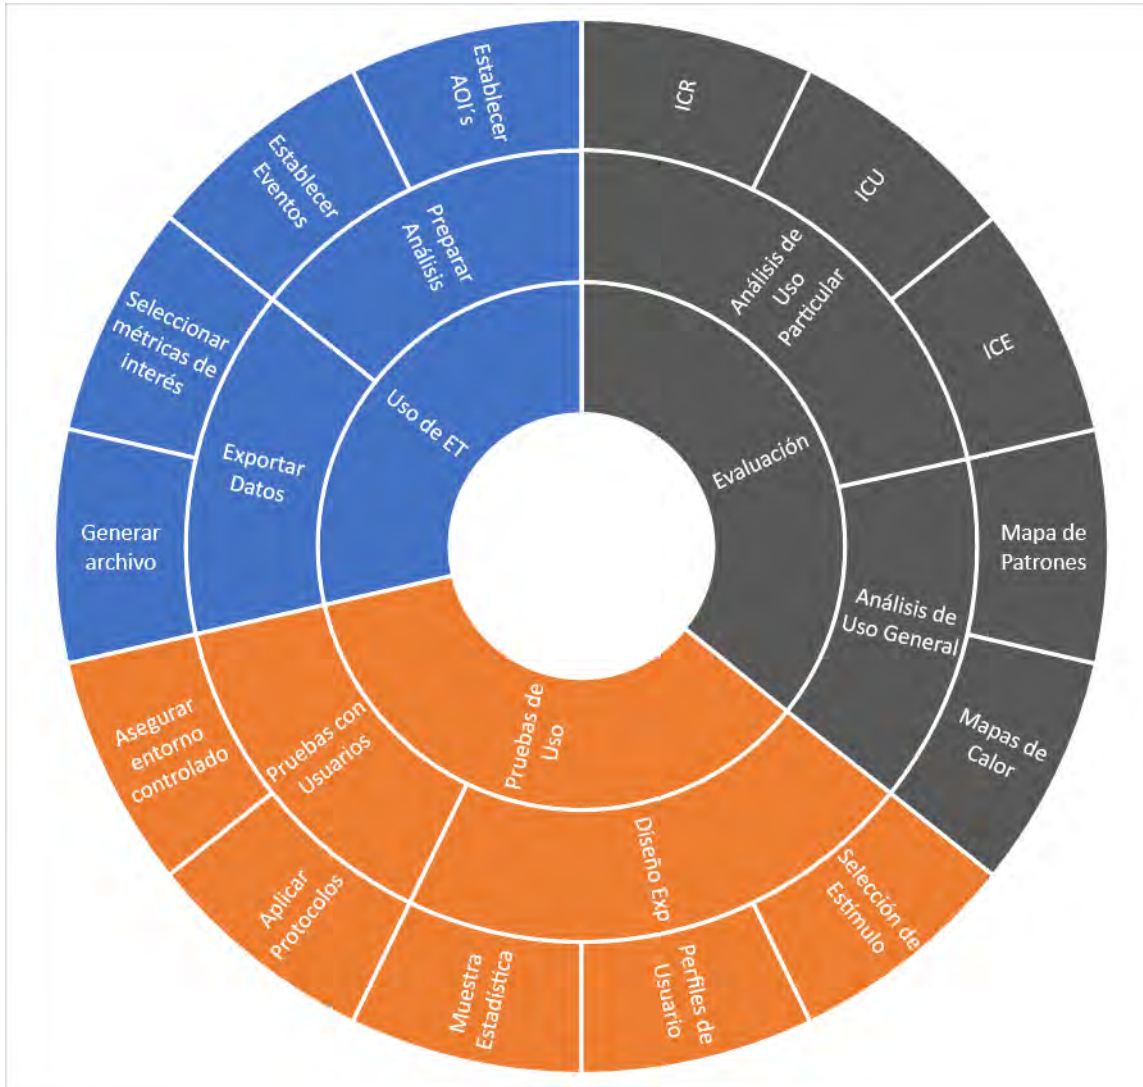 Establecer
AOI´s
ICR
Establecer
Eventos
ICU
Preparar
Análisis
Análisis de
Uso
Particular
Seleccionar
métricas de
interés
ICE
Uso de ET
Evaluación
Exportar
Datos
Generar
archivo
Mapa de
Patrones
Análisis de
Uso General
Asegurar
entorno
controlado
Pruebas con
Usuarios
Pruebas de
Uso
Mapas de
Calor
Diseño Exp
Selección de
Estímulo
Aplicar
Protocolos
Muestra
Estadística
Perfiles de
Usuario